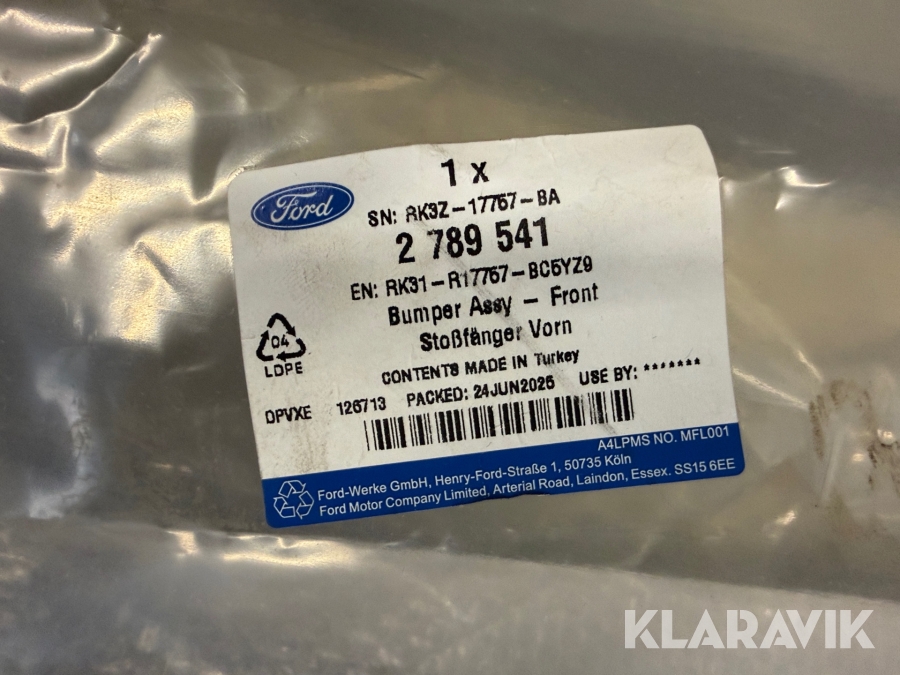 1 x
Ford
SN: RK3Z-17757-BA
2 789 541
EN: RK31-R17757-BC5YZ9
Bumper Assy - Front
Stoßfänger Vorn
04
LDPE
CONTENTS MADE IN Turkey
DPVXE 126713 PACKED: 24JUN2025 USE BY: *******
A4LPMS NO. MFL001
Ford-Werke GmbH, Henry-Ford-Straße 1, 50735 Köln
Ford Motor Company Limited, Arterial Road, Laindon, Essex. SS15 6EE
KLARAVIK